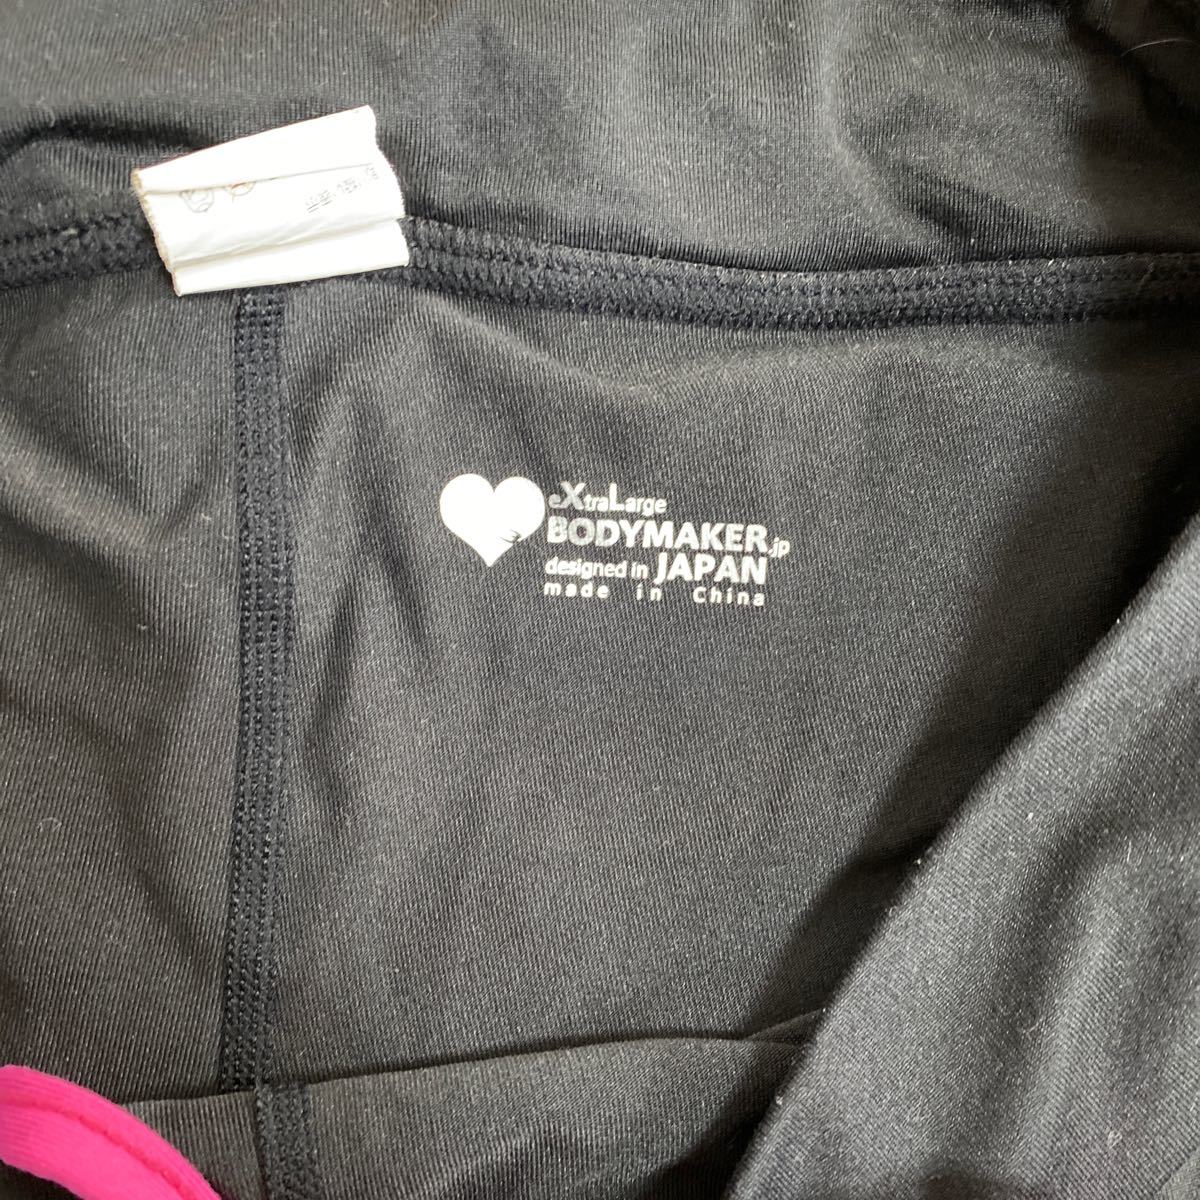 eXtraLarge
BODYMAKER.jp
designed in JAPAN
made in China